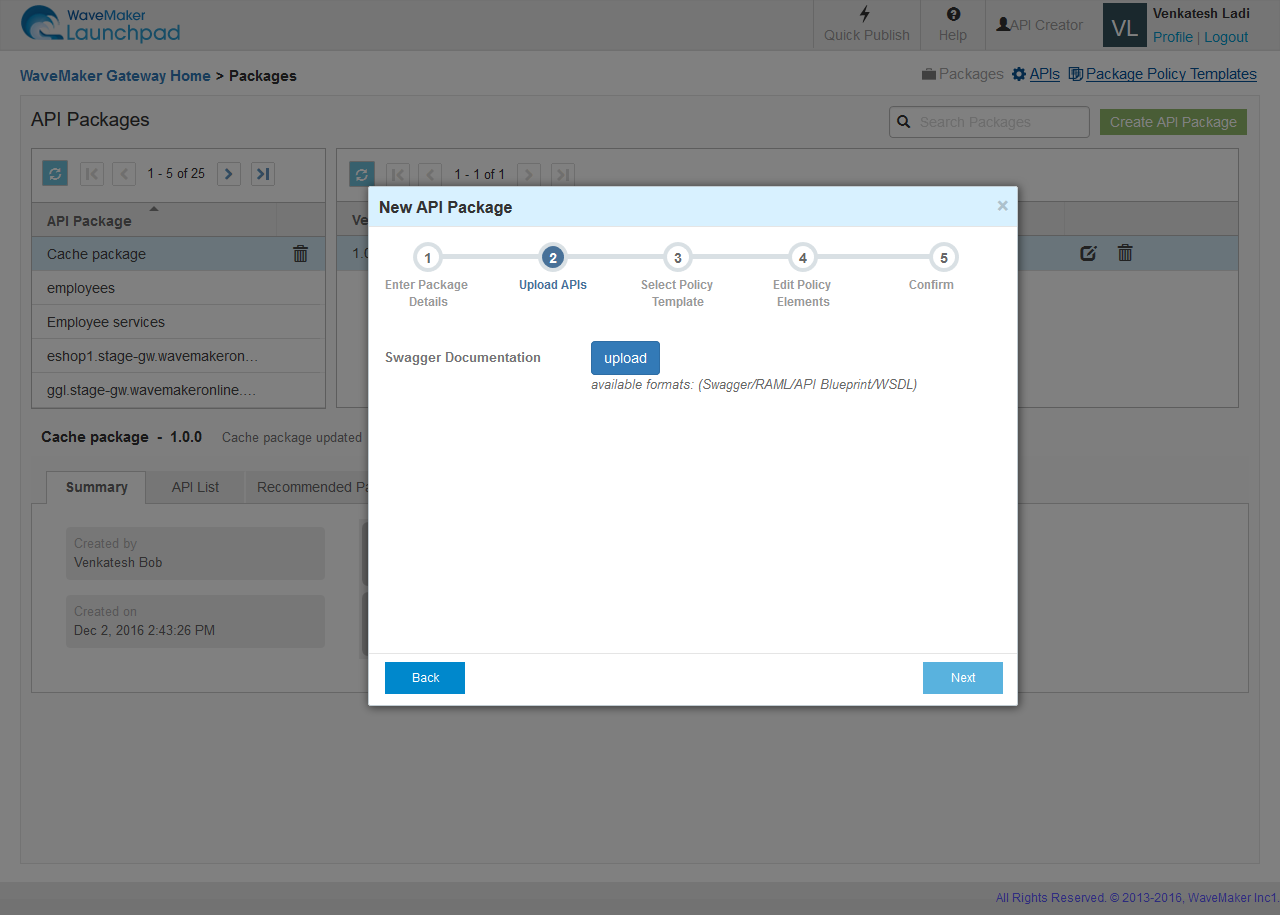 WaveMaker
Launchpad
Quick Publish
Help
API Creator
VL
Venkatesh Ladi
Profile | Logout
WaveMaker Gateway Home > Packages
Packages APIs Package Policy Templates
API Packages
Search Packages
Create API Package
1 - 5 of 25
1 - 1 of 1
API Package
Cache package
employees
Employee services
eshop1.stage-gw.wavemakeron...
ggl.stage-gw.wavemakeronline....
Ve
1.0
New API Package
×
1 2 3 4 5
Enter Package
Details
Upload APIs
Select Policy
Template
Edit Policy
Elements
Confirm
Swagger Documentation
upload
available formats: (Swagger/RAML/API Blueprint/WSDL)
Back
Next
Cache package - 1.0.0 Cache package updated
Summary API List Recommended Pa
Created by
Venkatesh Bob
Created on
Dec 2, 2016 2:43:26 PM
All Rights Reserved. © 2013-2016, WaveMaker Inc1.